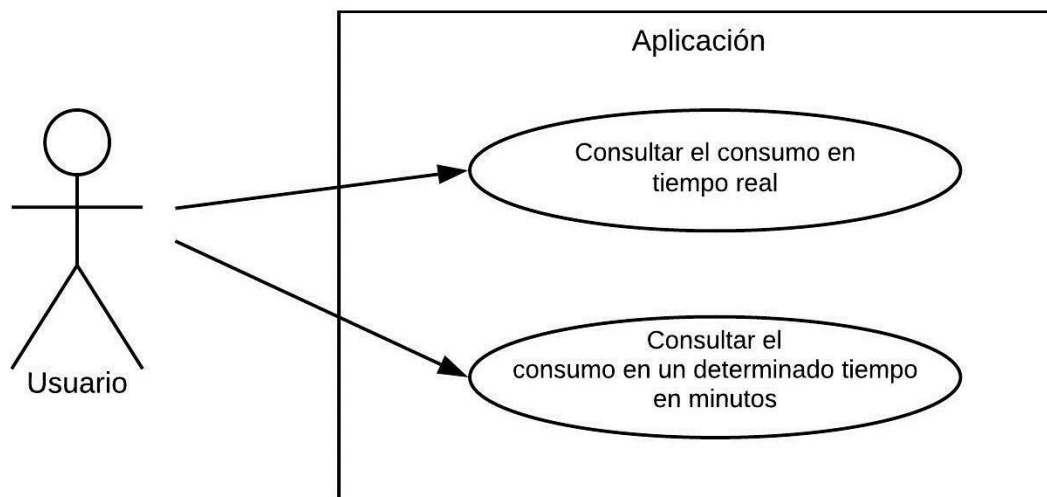 Aplicación
Consultar el consumo en
tiempo real
Consultar el
consumo en un determinado tiempo
en minutos
Usuario